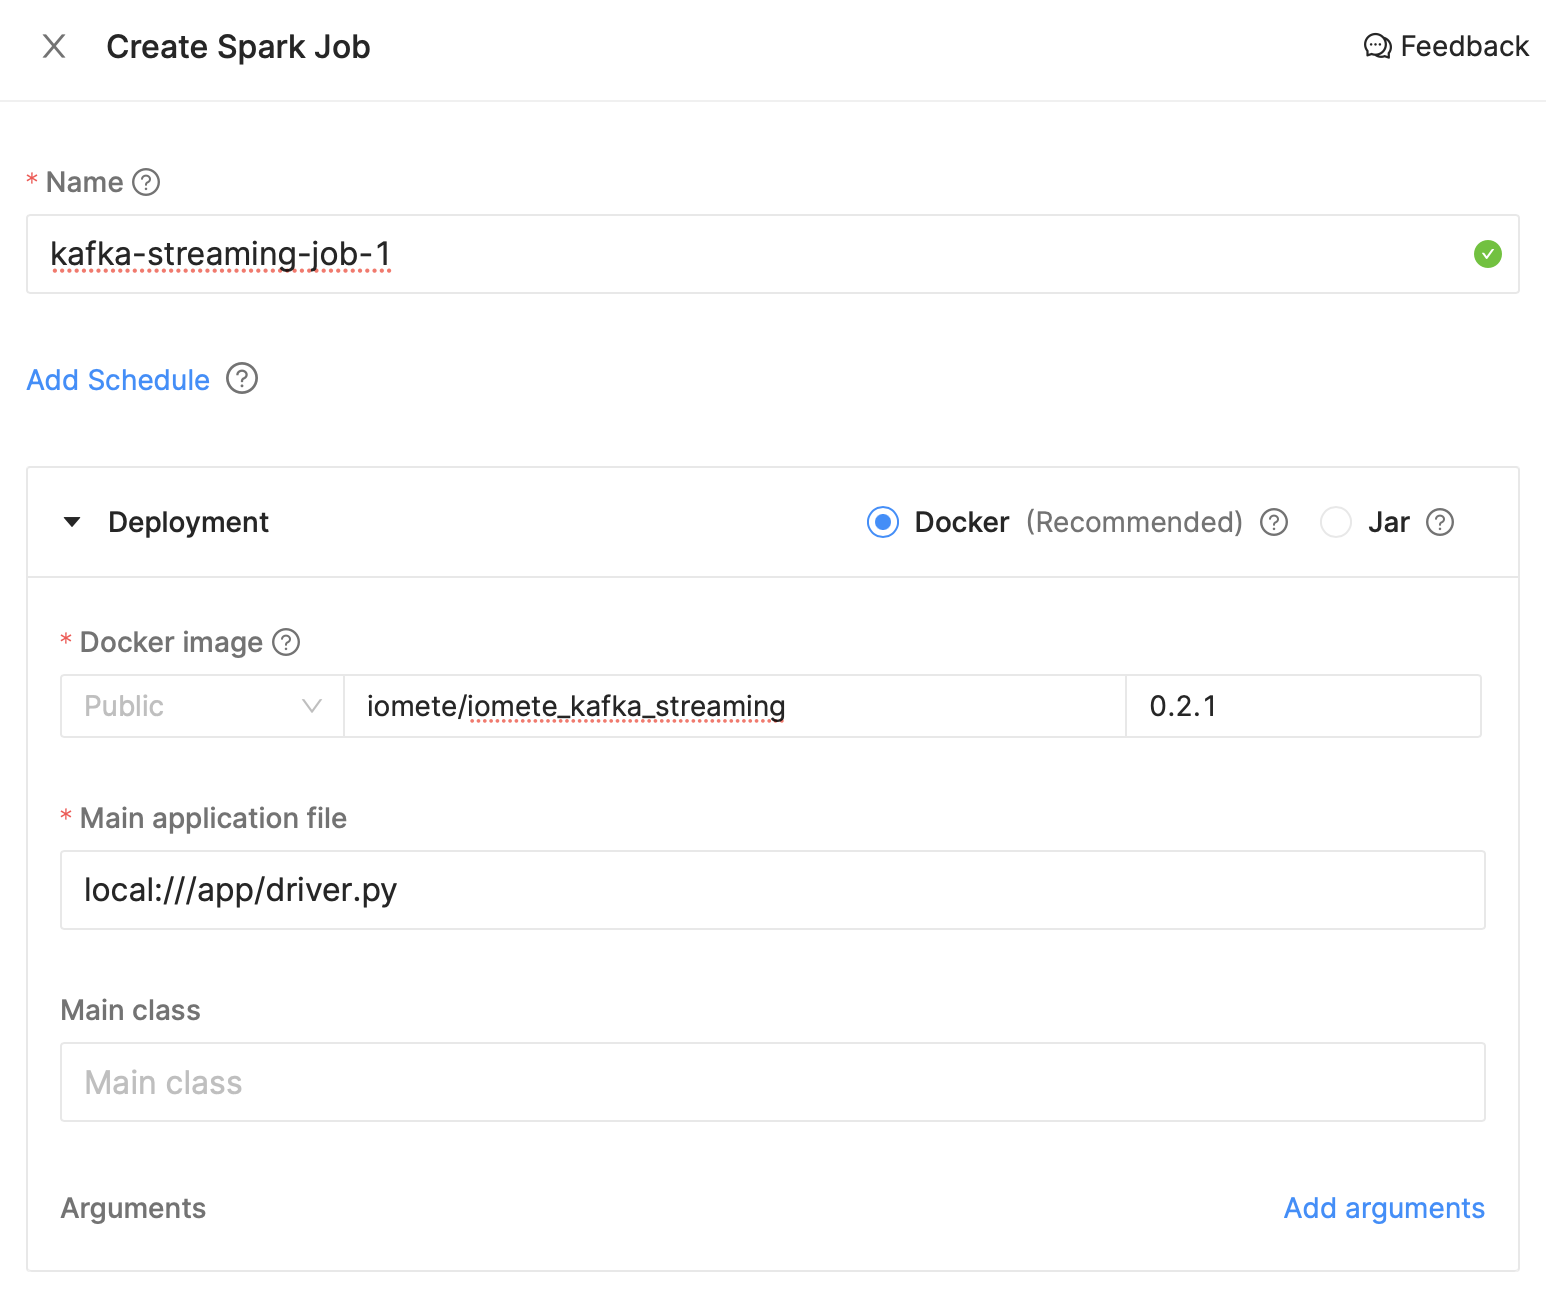 Create Spark Job
Feedback
* Name
kafka-streaming-job-1
Add Schedule
Deployment
Docker (Recommended) Jar
* Docker image
Public iomete/iomete_kafka_streaming 0.2.1
* Main application file
local:///app/driver.py
Main class
Main class
Arguments
Add arguments